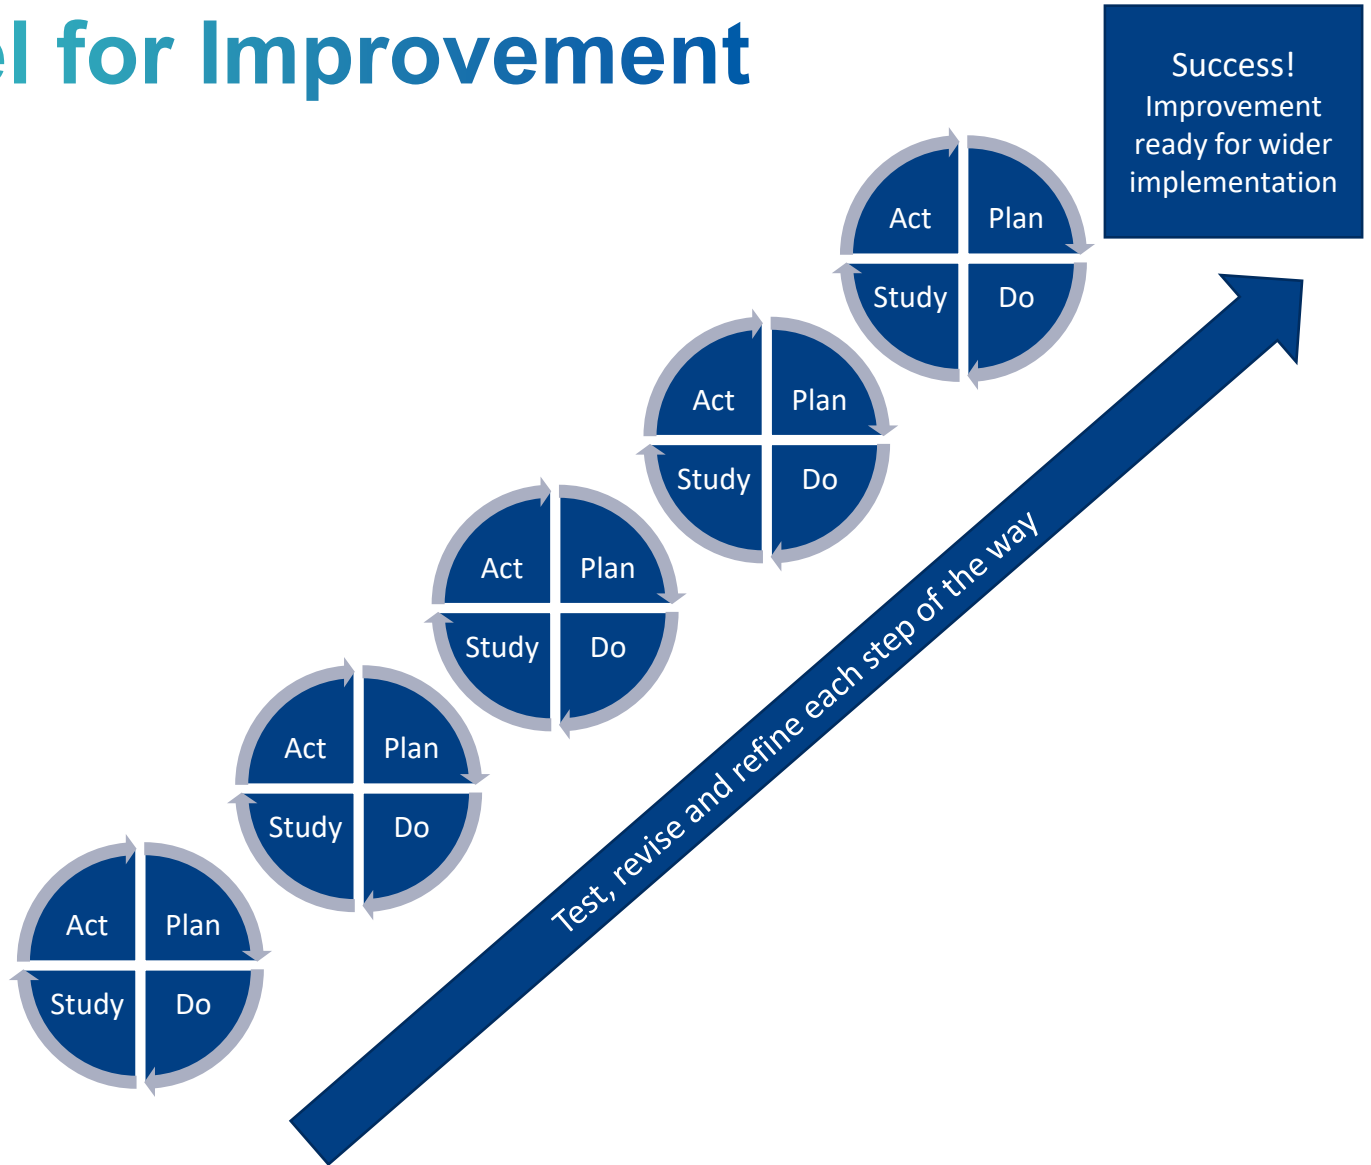 el for Improvement
Success!
Improvement
ready for wider
implementation
Act Plan
Study Do
Act Plan
Study Do
Act Plan
Study Do
Act Plan
Study Do
Act Plan
Study Do
Test, revise and refine each step of the way